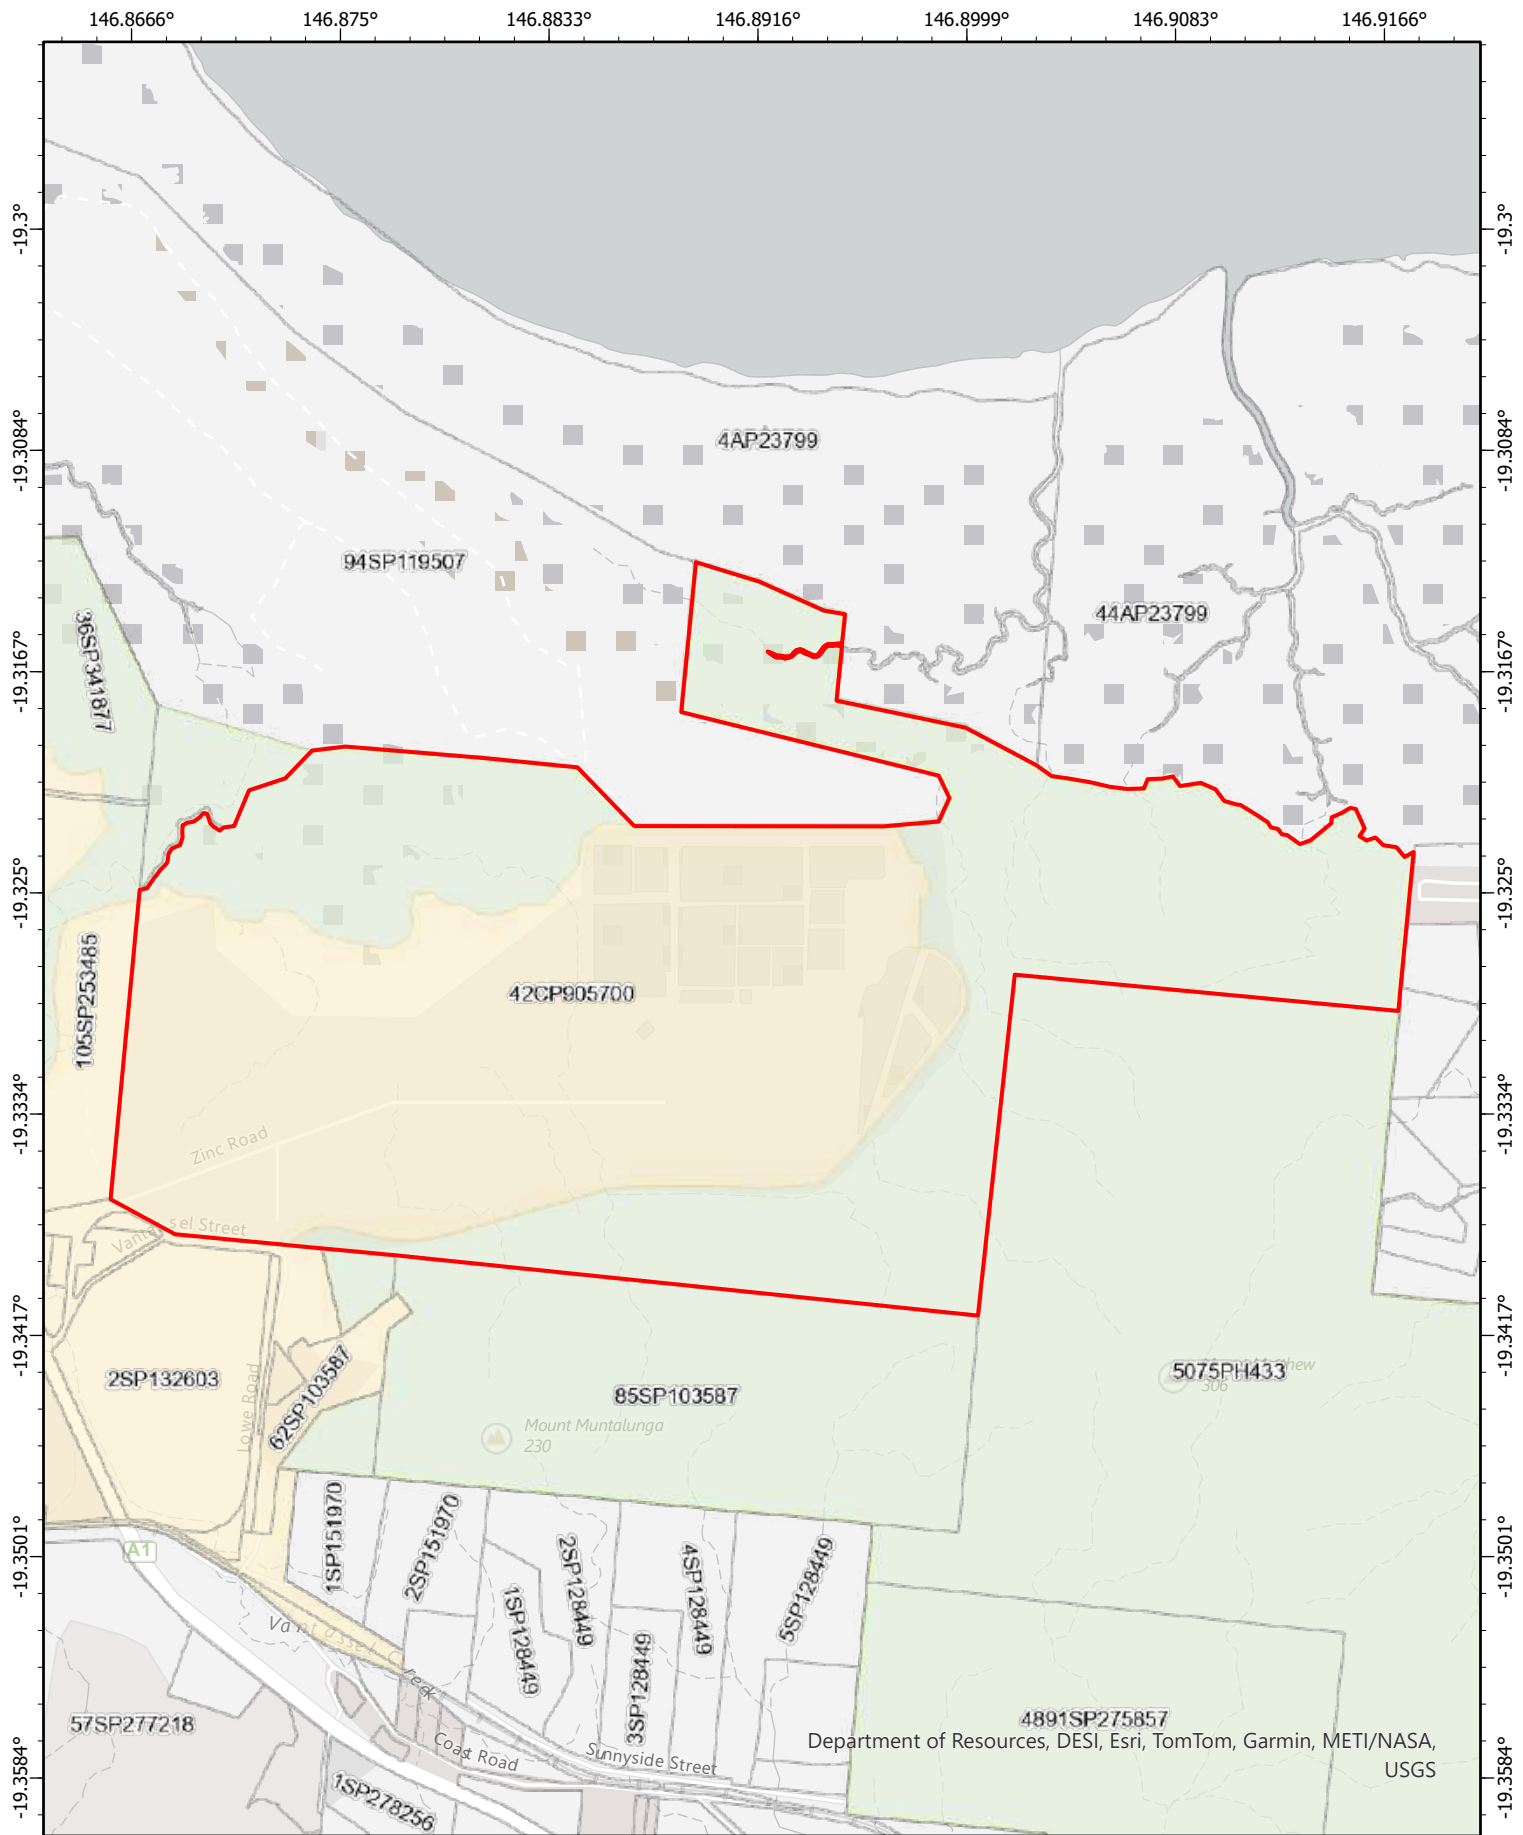 146.8666° 146.875° 146.8833° 146.8916° 146.8999° 146.9083° 146.9166°
-19.3° -19.3°
-19.3084° -19.3084°
4AP23799
94SP119507
44AP23799
36SP341877
-19.3167° -19.3167°
-19.325° -19.325°
105SP253485
42CP905700
-19.3334° -19.3334°
Zinc Road
Street
-19.3417° -19.3417°
2SP132603
Lowe Road
62SP103587
85SP103587
5075PH433
306
Mount Muntalunga
230
-19.3501° -19.3501°
A1
1SP151970
2SP151970
1SP128449
2SP128449
3SP128449
4SP128449
5SP128449
57SP277218
4891SP275857
Coast Road
Sunnyside Street
Department of Resources, DESI, Esri, TomTom, Garmin, METI/NASA,
USGS
-19.3584° -19.3584°
1SP278256